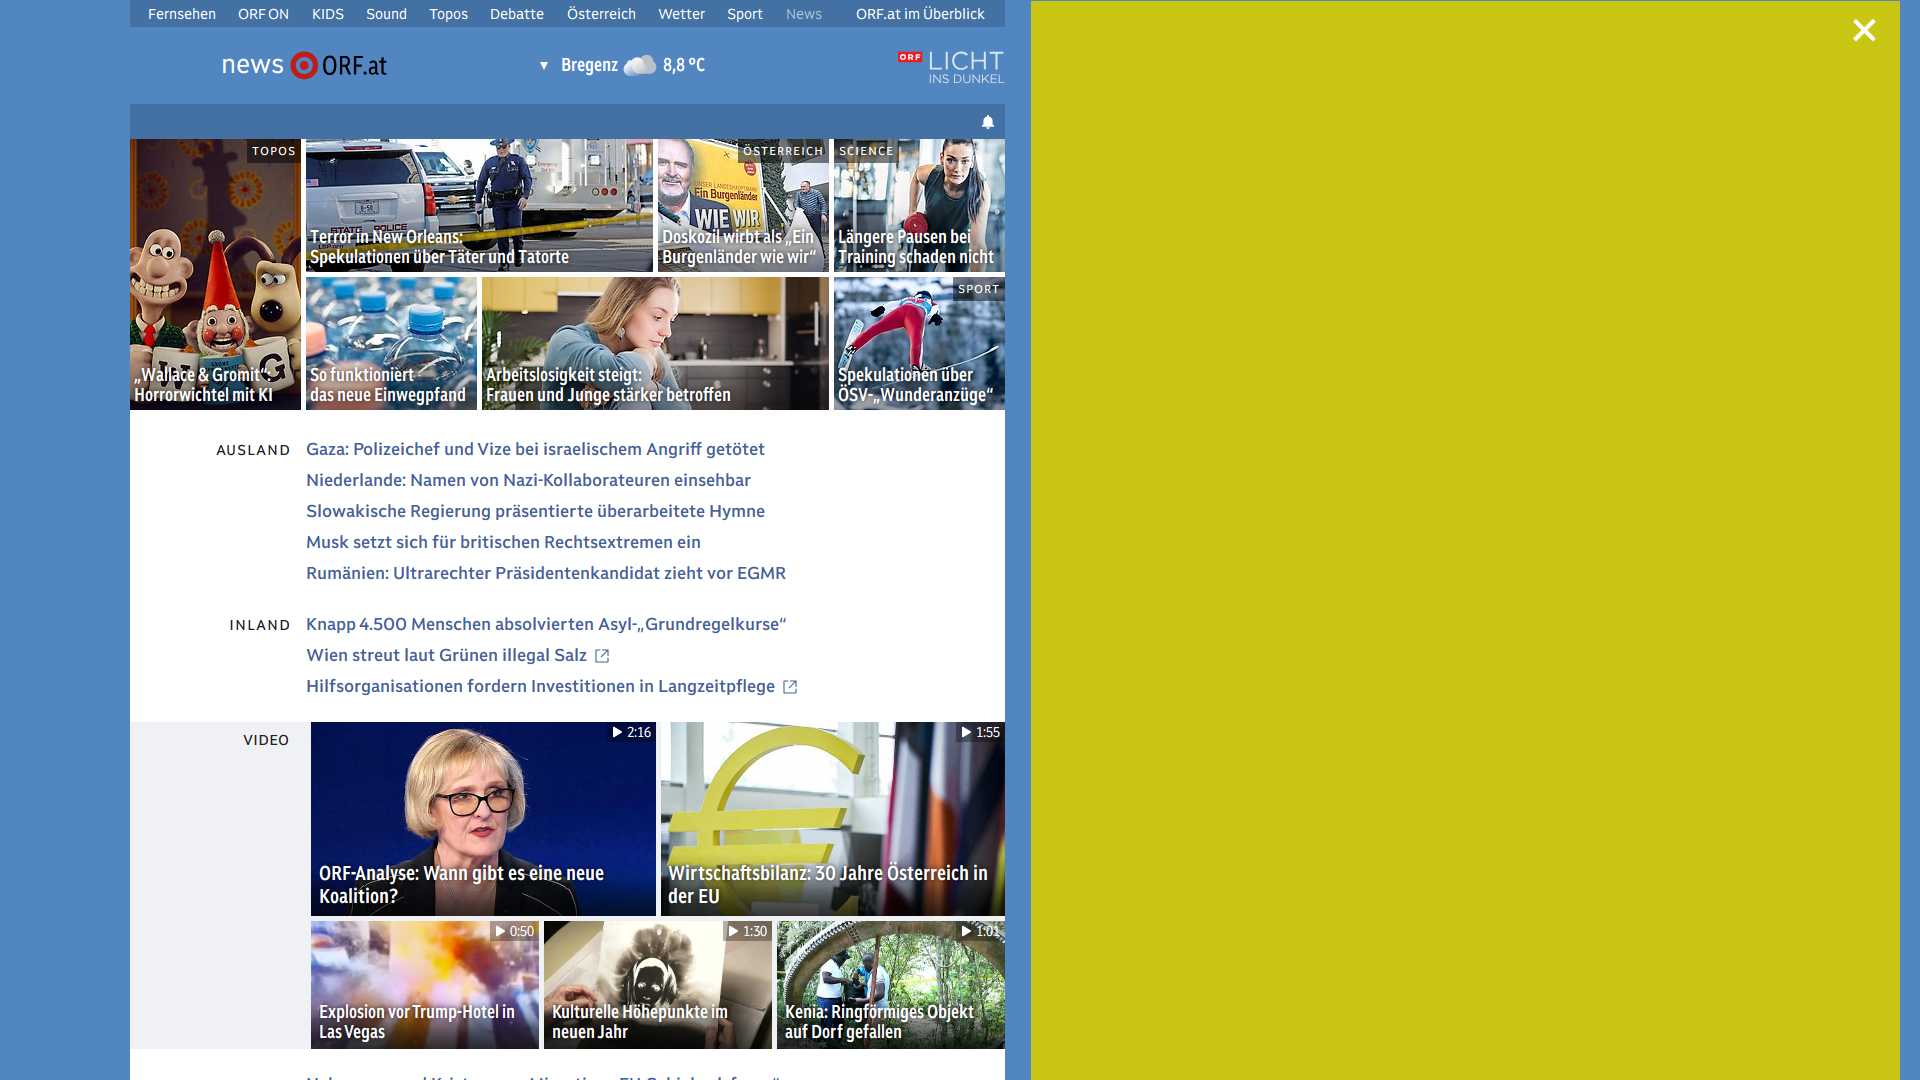 Fernsehen ORF ON KIDS Sound Topos Debatte Österreich Wetter Sport News ORF.at im Überblick
news ORF.at
Bregenz 8,8 °C
ORF LICHT
INS DUNKEL
TOPOS
„Wallace & Gromit“:
Horrorwichtel mit KI
STATE POLICE
Terror in New Orleans:
Spekulationen über Täter und Tatorte
ÖSTERREICH
UNSER LANDESHAUPTMANN
Ein Burgenländer
WIE WIR
Doskozil wirbt als „Ein
Burgenländer wie wir“
SCIENCE
Längere Pausen bei
Training schaden nicht
So funktioniert
das neue Einwegpfand
Arbeitslosigkeit steigt:
Frauen und Junge stärker betroffen
SPORT
Spekulationen über
ÖSV-„Wunderanzüge“
AUSLAND
Gaza: Polizeichef und Vize bei israelischem Angriff getötet
Niederlande: Namen von Nazi-Kollaborateuren einsehbar
Slowakische Regierung präsentierte überarbeitete Hymne
Musk setzt sich für britischen Rechtsextremen ein
Rumänien: Ultrarechter Präsidentenkandidat zieht vor EGMR
INLAND
Knapp 4.500 Menschen absolvierten Asyl-„Grundregelkurse“
Wien streut laut Grünen illegal Salz
Hilfsorganisationen fordern Investitionen in Langzeitpflege
VIDEO
2:16
ORF-Analyse: Wann gibt es eine neue
Koalition?
1:55
Wirtschaftsbilanz: 30 Jahre Österreich in
der EU
0:50
Explosion vor Trump-Hotel in
Las Vegas
1:30
Kulturelle Höhepunkte im
neuen Jahr
1:01
Kenia: Ringförmiges Objekt
auf Dorf gefallen